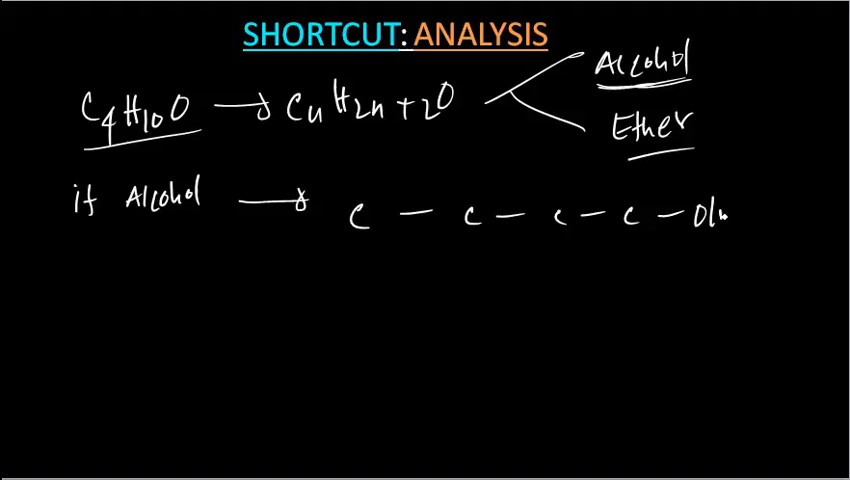 SHORTCUT: ANALYSIS
C4H10O → CnH2n+2O
Alcohol
Ether
if Alcohol → C - C - C - C - OH